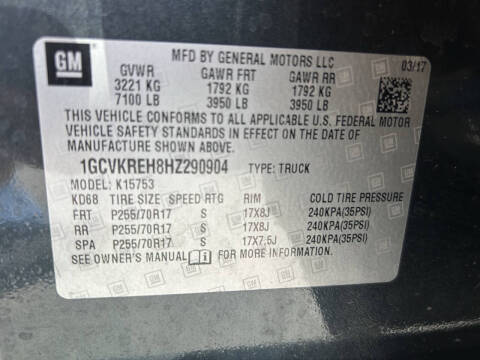 GM
MFD BY GENERAL MOTORS LLC
03/17
GVWR GAWR FRT GAWR RR
3221 KG 1792 KG 1792 KG
7100 LB 3950 LB 3950 LB
THIS VEHICLE CONFORMS TO ALL APPLICABLE U.S. FEDERAL MOTOR
VEHICLE SAFETY STANDARDS IN EFFECT ON THE DATE OF
MANUFACTURE SHOWN ABOVE.
1GCVKREH8HZ290904 TYPE: TRUCK
MODEL: K15753
KD68 TIRE SIZE SPEED RTG RIM COLD TIRE PRESSURE
FRT P255/70R17 S 17X8J 240KPA(35PSI)
RR P255/70R17 S 17X8J 240KPA(35PSI)
SPA P255/70R17 S 17X7.5J 240KPA(35PSI)
SEE OWNER'S MANUAL FOR MORE INFORMATION